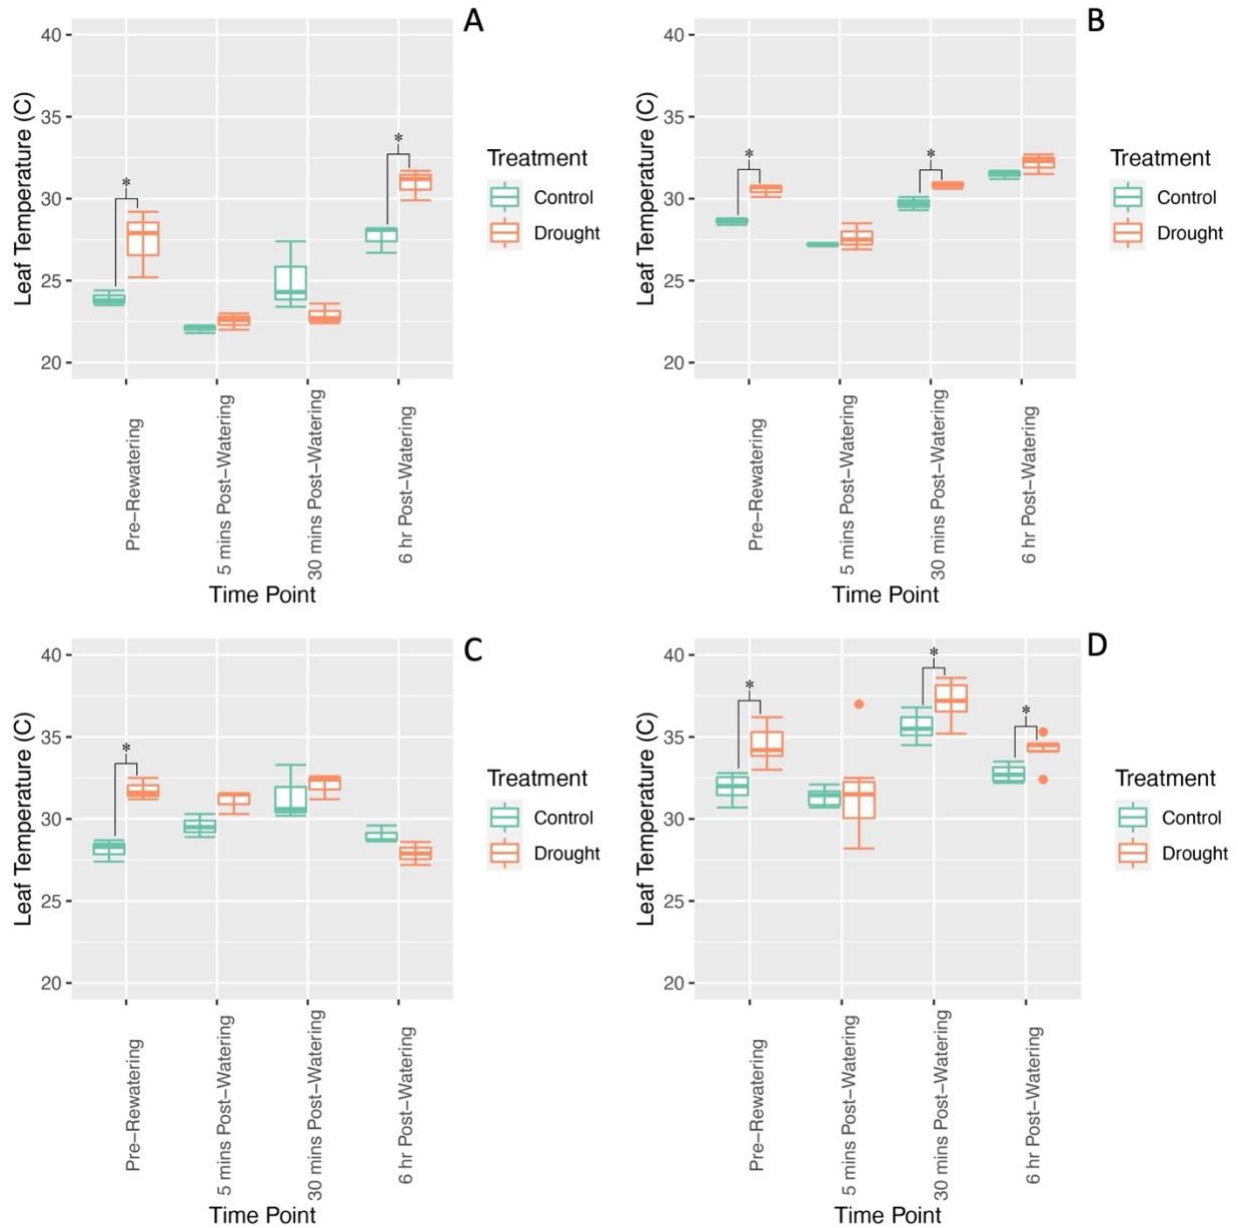 A
40
35
30
25
20
Leaf Temperature (C)
*
*
Treatment
Control
Drought
Pre−Rewatering
5 mins Post−Watering
30 mins Post−Watering
6 hr Post−Watering
Time Point
B
40
35
30
25
20
Leaf Temperature (C)
*
*
Treatment
Control
Drought
Pre−Rewatering
5 mins Post−Watering
30 mins Post−Watering
6 hr Post−Watering
Time Point
C
40
35
30
25
20
Leaf Temperature (C)
*
Treatment
Control
Drought
Pre−Rewatering
5 mins Post−Watering
30 mins Post−Watering
6 hr Post−Watering
Time Point
D
40
35
30
25
20
Leaf Temperature (C)
*
*
*
Treatment
Control
Drought
Pre−Rewatering
5 mins Post−Watering
30 mins Post−Watering
6 hr Post−Watering
Time Point